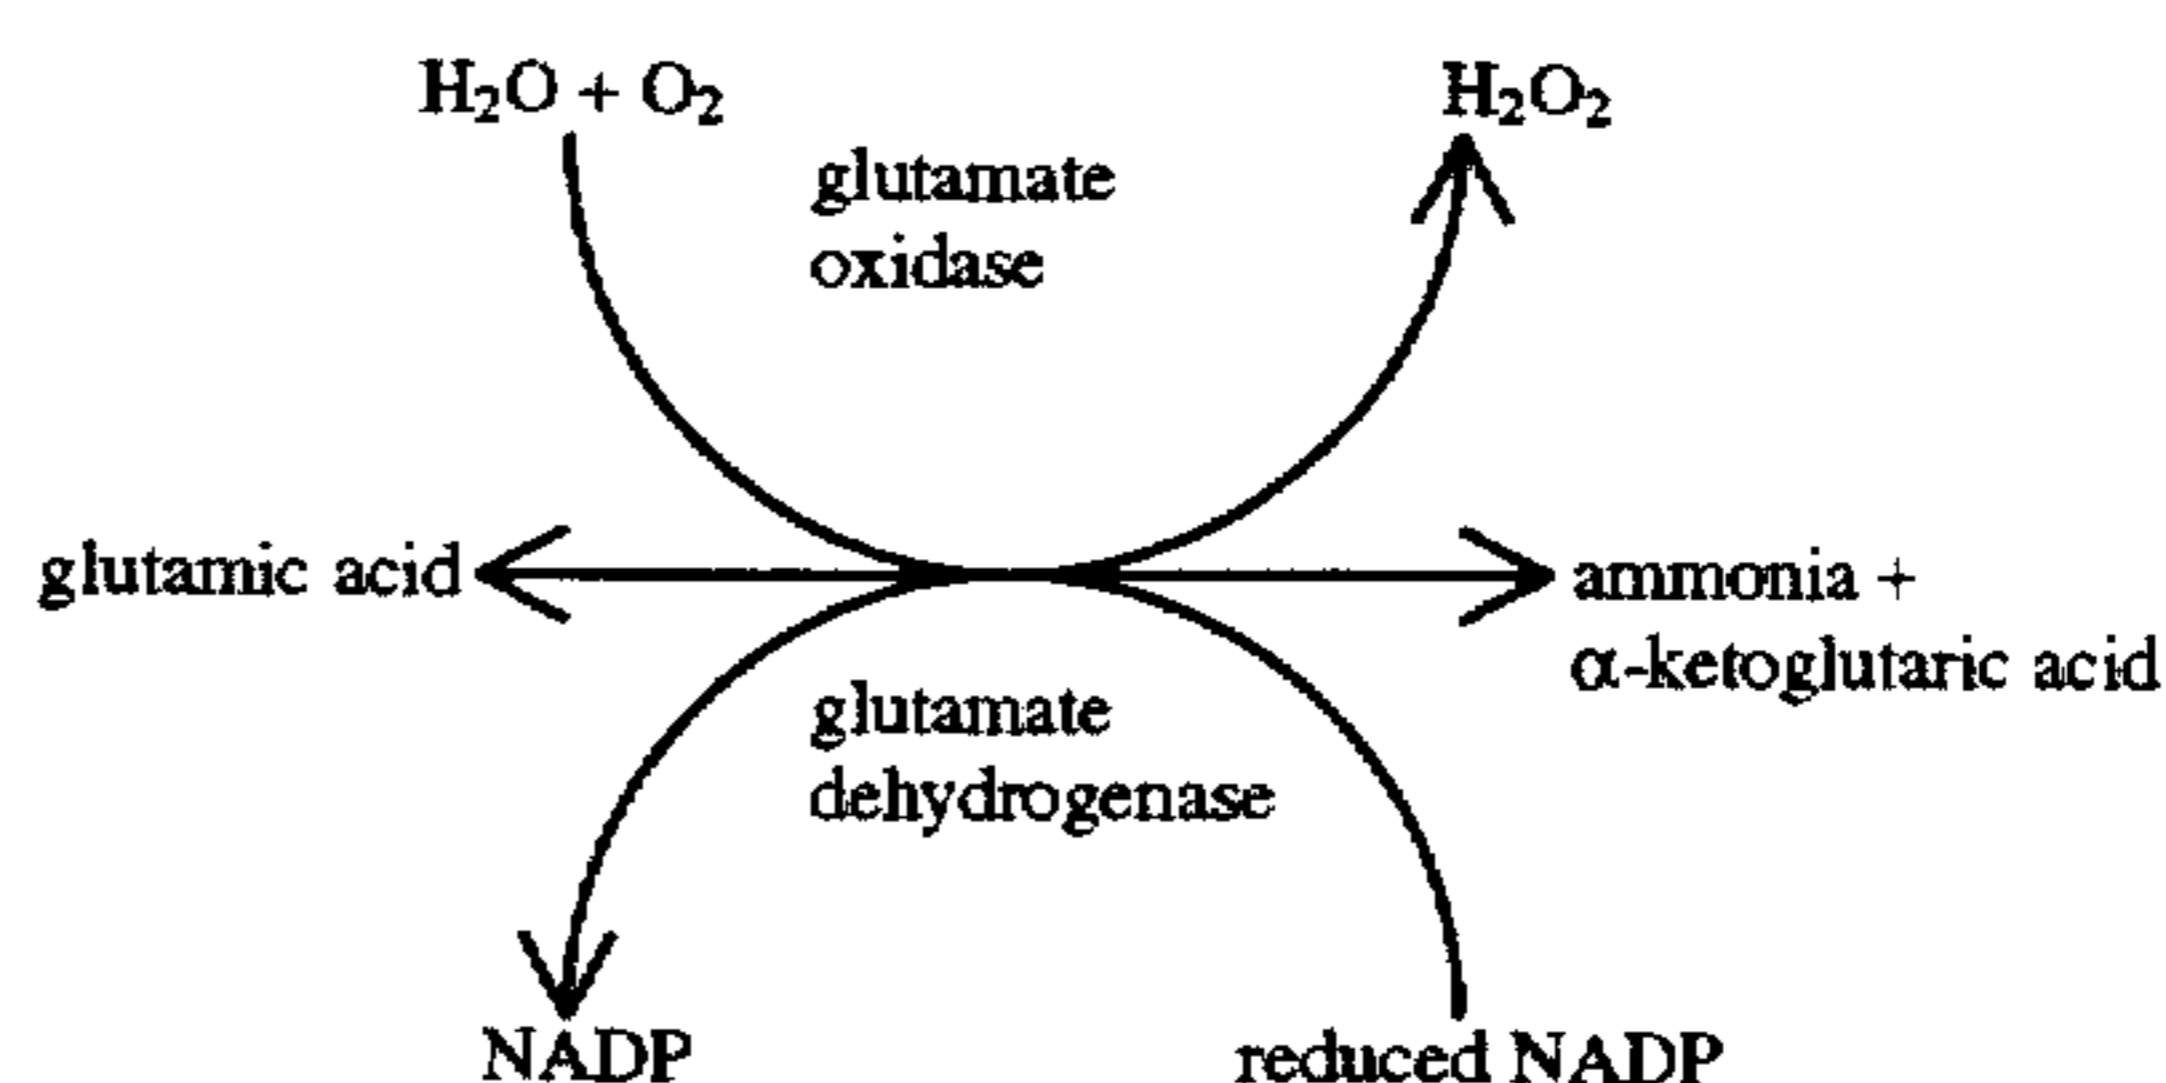 H₂O + O₂
H₂O₂
glutamate
oxidase
glutamic acid
ammonia +
α-ketoglutaric acid
glutamate
dehydrogenase
NADP
reduced NADP